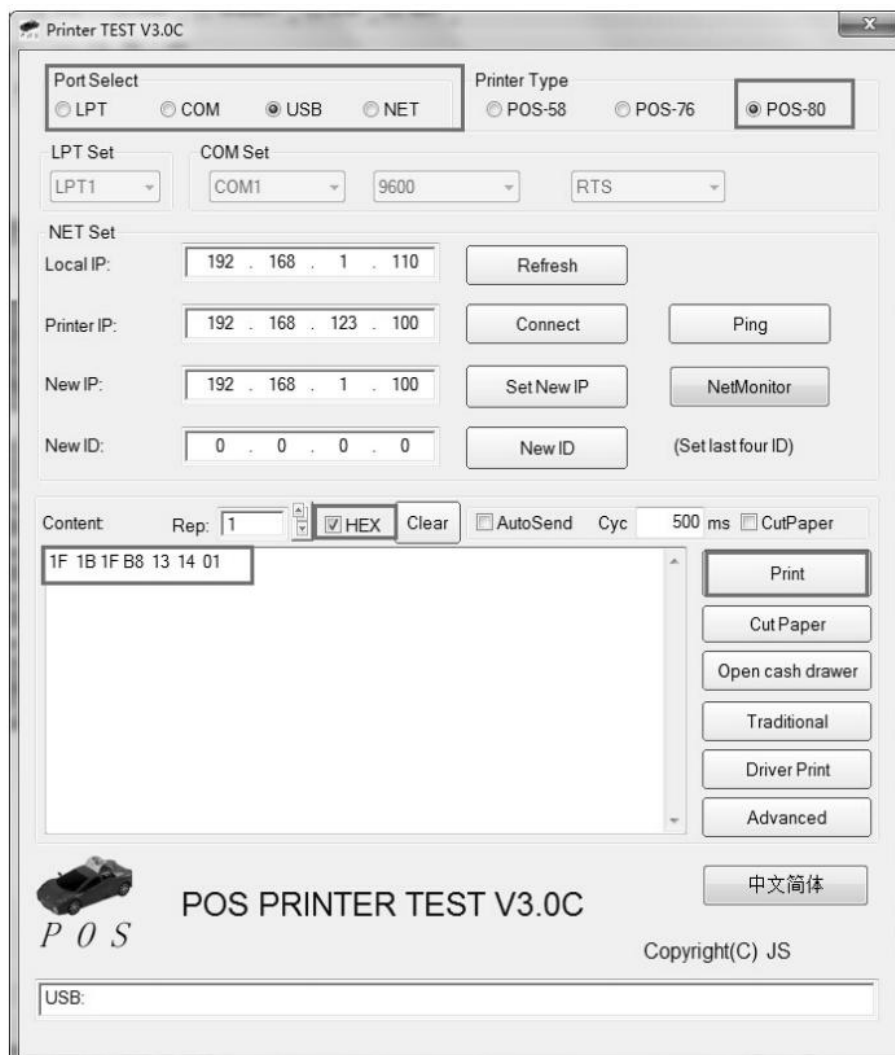 Printer TEST V3.0C
x
Port Select
LPT COM USB NET
Printer Type
POS-58 POS-76 POS-80
LPT Set
LPT1
COM Set
COM1 9600 RTS
NET Set
Local IP: 192 . 168 . 1 . 110 Refresh
Printer IP: 192 . 168 . 123 . 100 Connect Ping
New IP: 192 . 168 . 1 . 100 Set New IP NetMonitor
New ID: 0 . 0 . 0 . 0 New ID (Set last four ID)
Content: Rep: 1 HEX Clear AutoSend Cyc 500 ms CutPaper
1F 1B 1F B8 13 14 01
Print
Cut Paper
Open cash drawer
Traditional
Driver Print
Advanced
中文简体
POS
POS PRINTER TEST V3.0C
Copyright(C) JS
USB: